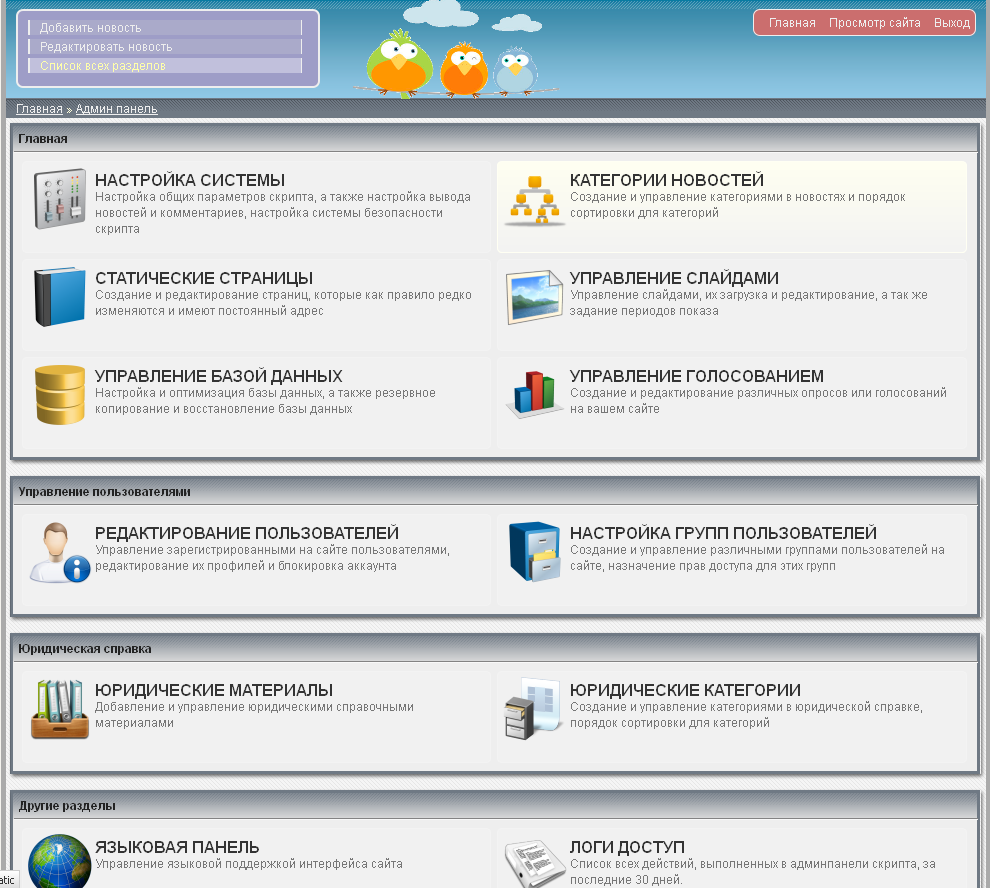 Добавить новость
Редактировать новость
Список всех разделов
Главная Просмотр сайта Выход
Главная » Админ панель
Главная
НАСТРОЙКА СИСТЕМЫ
Настройка общих параметров скрипта, а также настройка вывода
новостей и комментариев, настройка системы безопасности
скрипта
КАТЕГОРИИ НОВОСТЕЙ
Создание и управление категориями в новостях и порядок
сортировки для категорий
СТАТИЧЕСКИЕ СТРАНИЦЫ
Создание и редактирование страниц, которые как правило редко
изменяются и имеют постоянный адрес
УПРАВЛЕНИЕ СЛАЙДАМИ
Управление слайдами, их загрузка и редактирование, а так же
задание периодов показа
УПРАВЛЕНИЕ БАЗОЙ ДАННЫХ
Настройка и оптимизация базы данных, а также резервное
копирование и восстановление базы данных
УПРАВЛЕНИЕ ГОЛОСОВАНИЕМ
Создание и редактирование различных опросов или голосований
на вашем сайте
Управление пользователями
РЕДАКТИРОВАНИЕ ПОЛЬЗОВАТЕЛЕЙ
Управление зарегистрированными на сайте пользователями,
редактирование их профилей и блокировка аккаунта
НАСТРОЙКА ГРУПП ПОЛЬЗОВАТЕЛЕЙ
Создание и управление различными группами пользователей на
сайте, назначение прав доступа для этих групп
Юридическая справка
ЮРИДИЧЕСКИЕ МАТЕРИАЛЫ
Добавление и управление юридическими справочными
материалами
ЮРИДИЧЕСКИЕ КАТЕГОРИИ
Создание и управление категориями в юридической справке,
порядок сортировки для категорий
Другие разделы
ЯЗЫКОВАЯ ПАНЕЛЬ
Управление языковой поддержкой интерфейса сайта
ЛОГИ ДОСТУП
Список всех действий, выполненных в админпанели скрипта, за
последние 30 дней.
atic